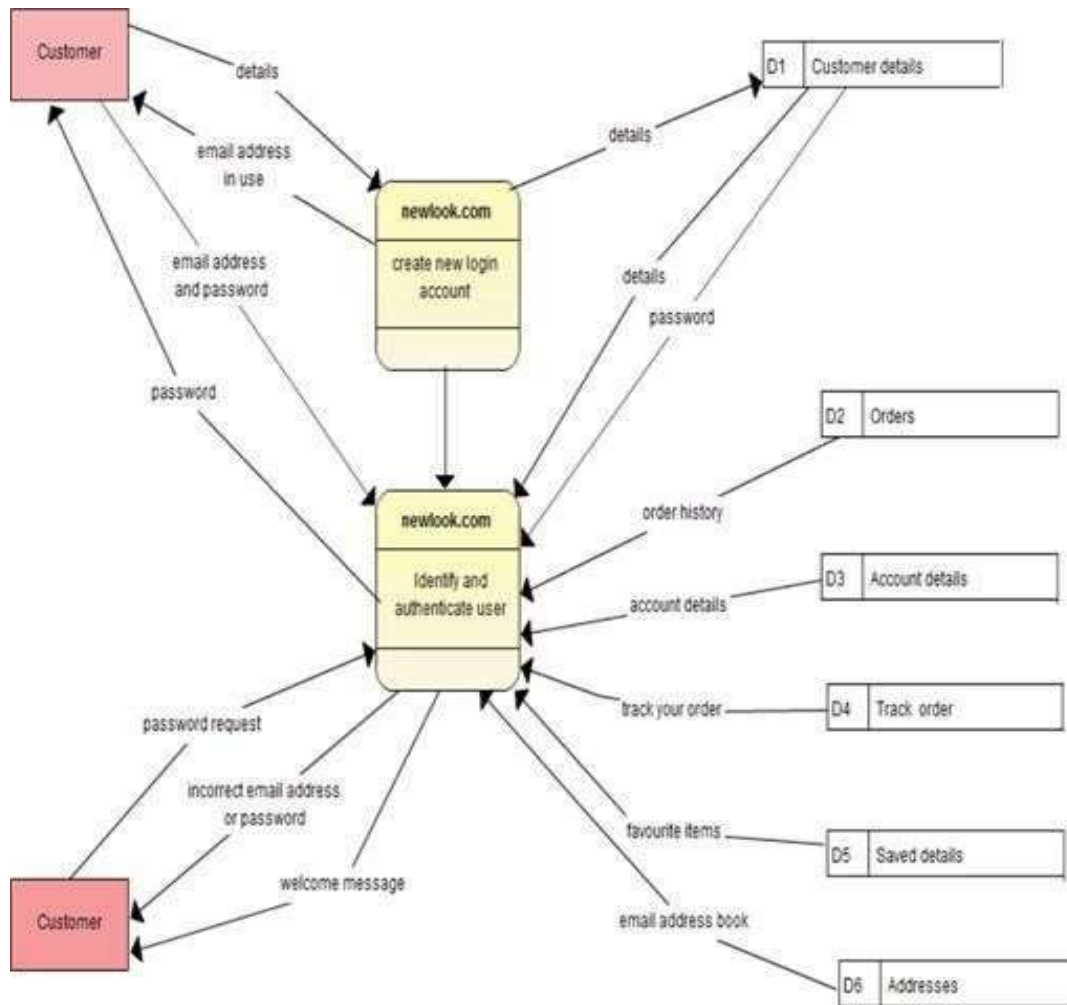 Customer
details
D1 Customer details
email address
in use
details
newlook.com
create new login
account
email address
and password
details
password
password
D2 Orders
order history
newlook.com
Identify and
authenticate user
D3 Account details
account details
D4 Track order
track your order
password request
incorrect email address
or password
favourite items
D5 Saved details
welcome message
Customer
email address book
D6 Addresses